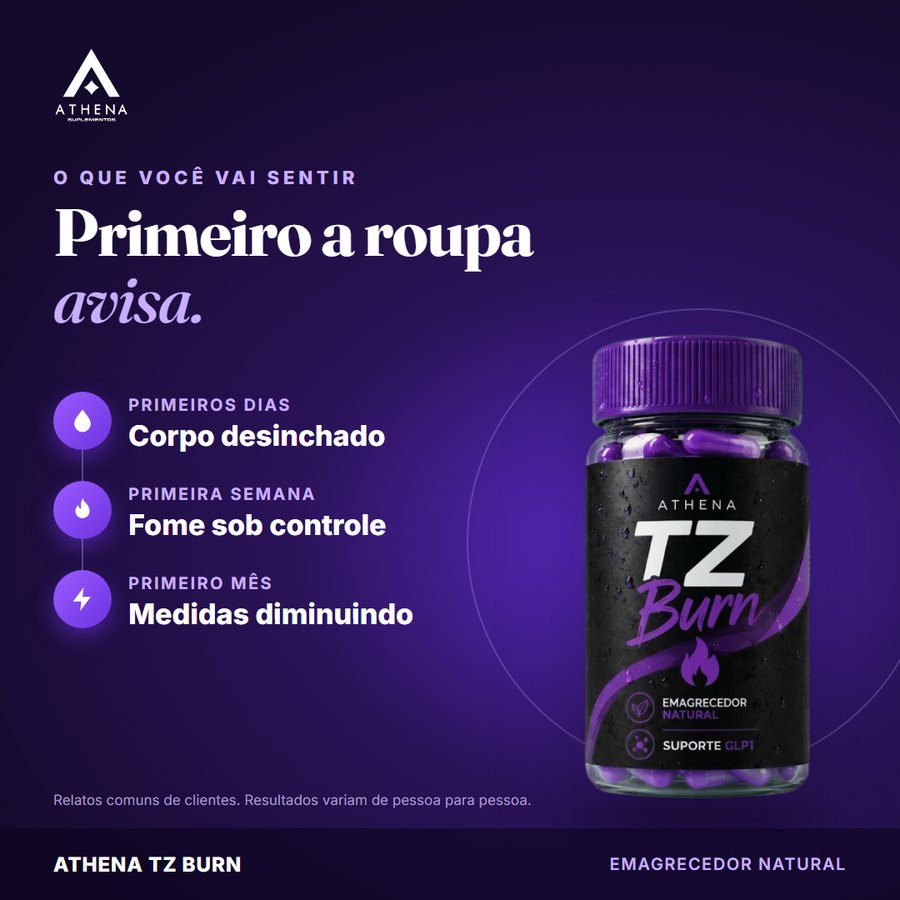 ATHENA
SUPLEMENTOS
O QUE VOCÊ VAI SENTIR
Primeiro a roupa
avisa.
PRIMEIROS DIAS
Corpo desinchado
PRIMEIRA SEMANA
Fome sob controle
PRIMEIRO MÊS
Medidas diminuindo
ATHENA
TZ
Burn
EMAGRECEDOR
NATURAL
SUPORTE GLP1
Relatos comuns de clientes. Resultados variam de pessoa para pessoa.
ATHENA TZ BURN
EMAGRECEDOR NATURAL